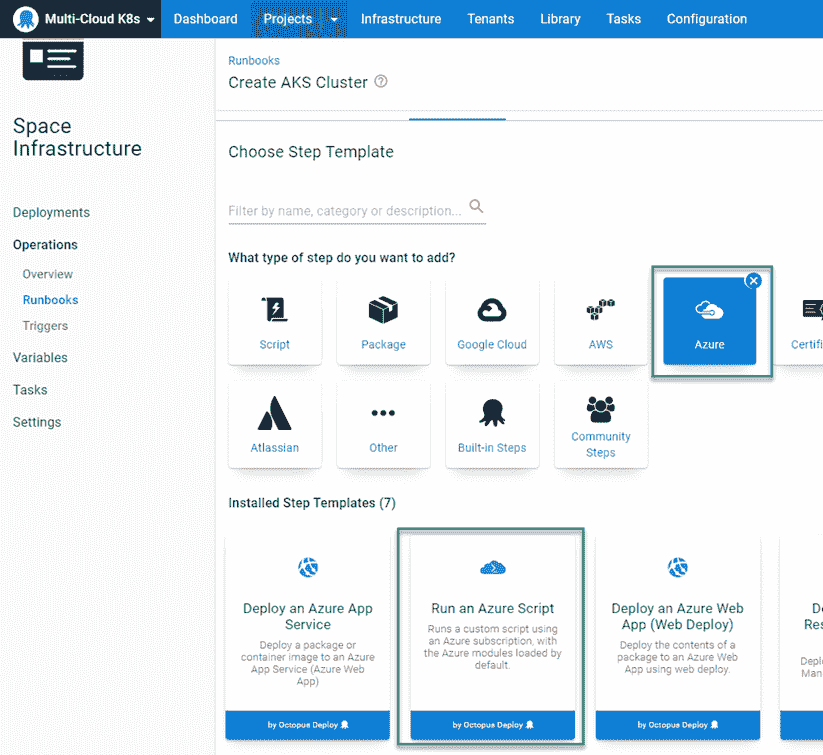 Multi-Cloud K8s
Dashboard
Projects
Infrastructure
Tenants
Library
Tasks
Configuration
Space
Infrastructure
Deployments
Operations
Overview
Runbooks
Triggers
Variables
Tasks
Settings
Runbooks
Create AKS Cluster
Choose Step Template
Filter by name, category or description...
What type of step do you want to add?
Script
Package
Google Cloud
AWS
Azure
Certifi
Atlassian
Other
Built-in Steps
Community
Steps
Installed Step Templates (7)
Deploy an Azure App
Service
Deploy a package or
container image to an Azure
App Service (Azure Web
App)
by Octopus Deploy
Run an Azure Script
Runs a custom script using
an Azure subscription, with
the Azure modules loaded by
default.
by Octopus Deploy
Deploy an Azure Web
App (Web Deploy)
Deploy the contents of a
package to an Azure Web
App using web deploy.
by Octopus Deploy
De
Res
Deplo
Man